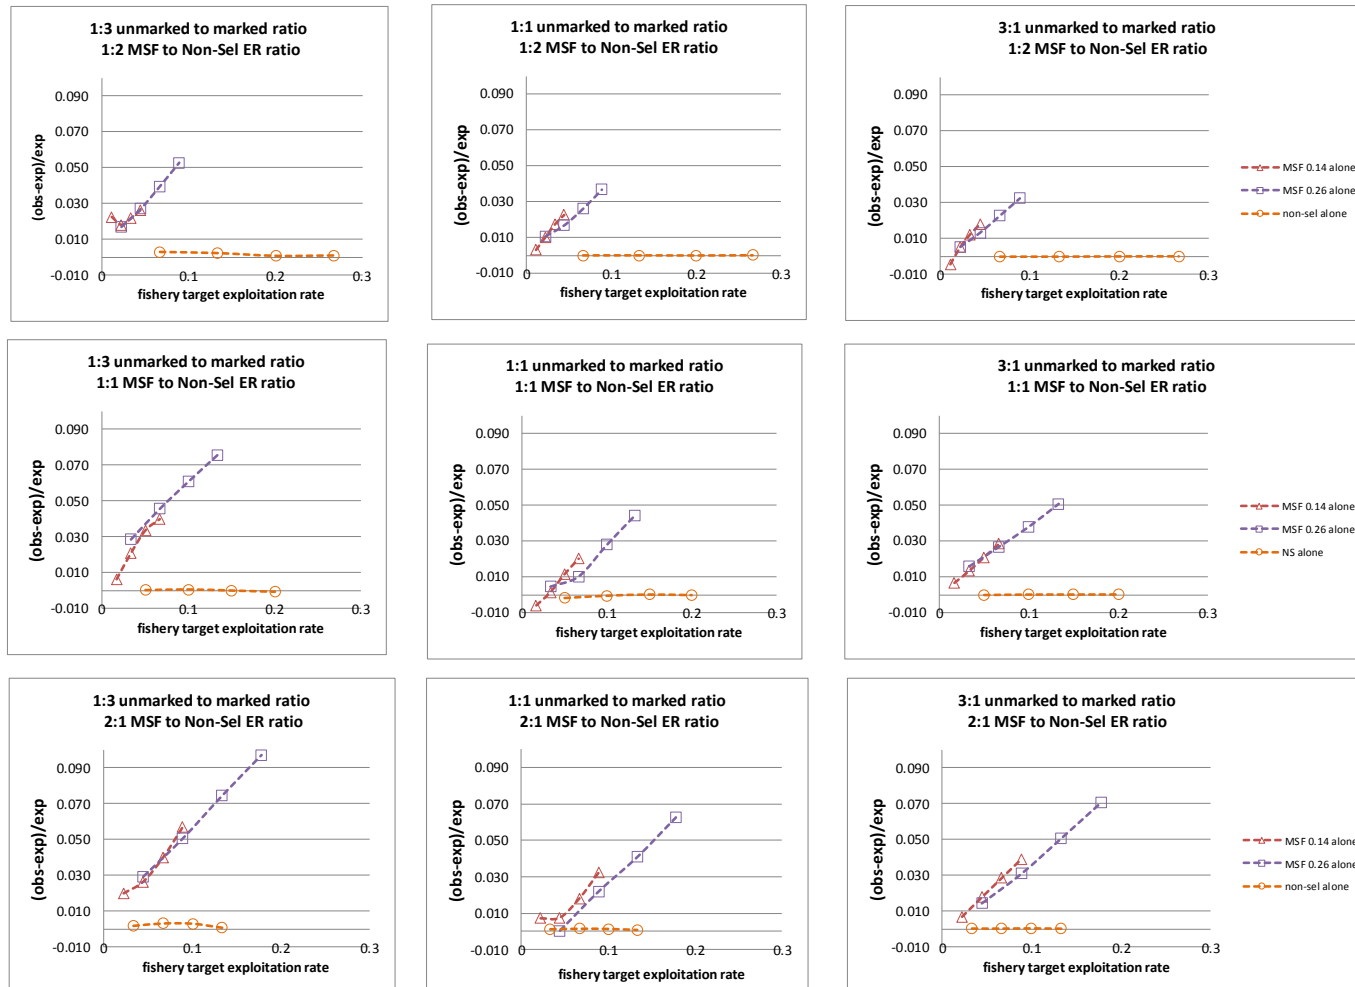 1:3 unmarked to marked ratio
1:2 MSF to Non-Sel ER ratio
0.090
0.070
0.050
0.030
0.010
-0.010
0
0.1
0.2
0.3
(obs-exp)/exp
fishery target exploitation rate
1:1 unmarked to marked ratio
1:2 MSF to Non-Sel ER ratio
0.090
0.070
0.050
0.030
0.010
-0.010
0
0.1
0.2
0.3
(obs-exp)/exp
fishery target exploitation rate
3:1 unmarked to marked ratio
1:2 MSF to Non-Sel ER ratio
0.090
0.070
0.050
0.030
0.010
-0.010
0
0.1
0.2
0.3
(obs-exp)/exp
fishery target exploitation rate
MSF 0.14 alone
MSF 0.26 alone
non-sel alone
1:3 unmarked to marked ratio
1:1 MSF to Non-Sel ER ratio
0.090
0.070
0.050
0.030
0.010
-0.010
0
0.1
0.2
0.3
(obs-exp)/exp
fishery target exploitation rate
1:1 unmarked to marked ratio
1:1 MSF to Non-Sel ER ratio
0.090
0.070
0.050
0.030
0.010
-0.010
0
0.1
0.2
0.3
(obs-exp)/exp
fishery target exploitation rate
3:1 unmarked to marked ratio
1:1 MSF to Non-Sel ER ratio
0.090
0.070
0.050
0.030
0.010
-0.010
0
0.1
0.2
0.3
(obs-exp)/exp
fishery target exploitation rate
MSF 0.14 alone
MSF 0.26 alone
NS alone
1:3 unmarked to marked ratio
2:1 MSF to Non-Sel ER ratio
0.090
0.070
0.050
0.030
0.010
-0.010
0
0.1
0.2
0.3
(obs-exp)/exp
fishery target exploitation rate
1:1 unmarked to marked ratio
2:1 MSF to Non-Sel ER ratio
0.090
0.070
0.050
0.030
0.010
-0.010
0
0.1
0.2
0.3
(obs-exp)/exp
fishery target exploitation rate
3:1 unmarked to marked ratio
2:1 MSF to Non-Sel ER ratio
0.090
0.070
0.050
0.030
0.010
-0.010
0
0.1
0.2
0.3
(obs-exp)/exp
fishery target exploitation rate
MSF 0.14 alone
MSF 0.26 alone
non-sel alone